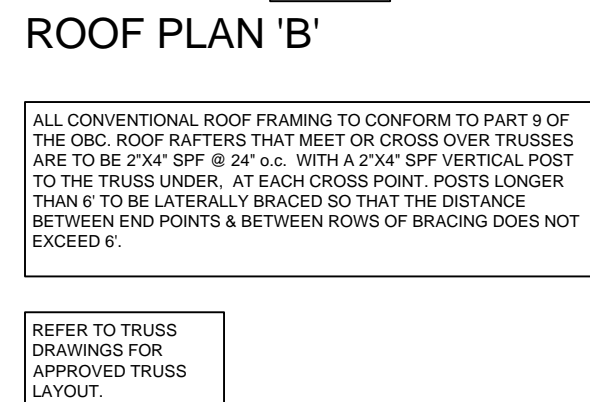 ROOF PLAN 'B'
ALL CONVENTIONAL ROOF FRAMING TO CONFORM TO PART 9 OF
THE OBC. ROOF RAFTERS THAT MEET OR CROSS OVER TRUSSES
ARE TO BE 2"X4" SPF @ 24" o.c. WITH A 2"X4" SPF VERTICAL POST
TO THE TRUSS UNDER, AT EACH CROSS POINT. POSTS LONGER
THAN 6' TO BE LATERALLY BRACED SO THAT THE DISTANCE
BETWEEN END POINTS & BETWEEN ROWS OF BRACING DOES NOT
EXCEED 6'.
REFER TO TRUSS
DRAWINGS FOR
APPROVED TRUSS
LAYOUT.